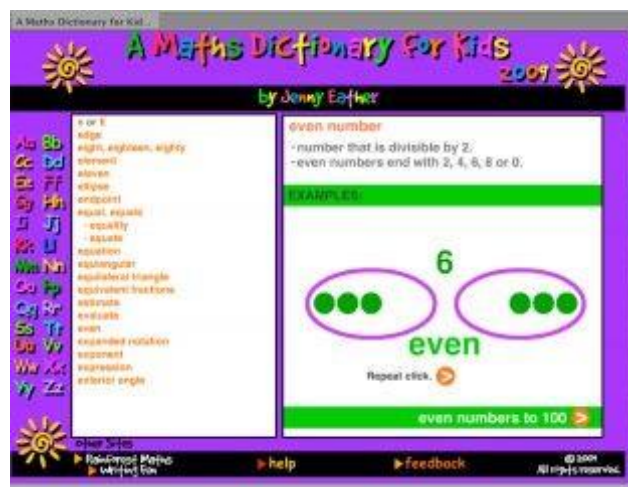 A Maths Dictionary for Kid...
A Maths Dictionary for Kids
2009
by Jenny Eather
Aa Bb
Cc Dd
Ee Ff
Gg Hh
Ii Jj
Kk Ll
Mm Nn
Oo Pp
Qq Rr
Ss Tt
Uu Vv
Ww Xx
Yy Zz
e or E
edge
eight, eighteen, eighty
element
eleven
ellipse
endpoint
equal, equals
- equality
- equate
equation
equiangular
equilateral triangle
equivalent fractions
estimate
evaluate
even
expanded notation
exponent
expression
exterior angle
even number
-number that is divisible by 2.
-even numbers end with 2, 4, 6, 8 or 0.
EXAMPLES:
6
even
Repeat click.
even numbers to 100
Other Sites
Rainforest Maths
Writing Fun
help
feedback
© 2009
All rights reserved.